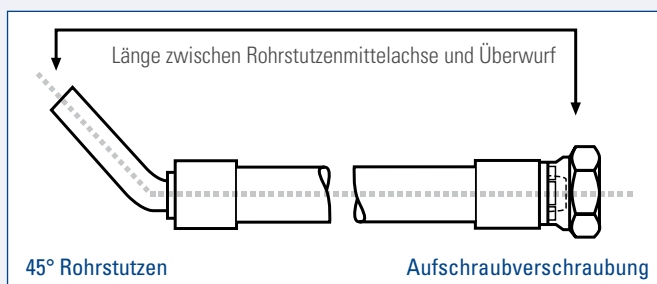 Länge zwischen Rohrstutzenmittelachse und Überwurf
45° Rohrstutzen
Aufschraubverschraubung